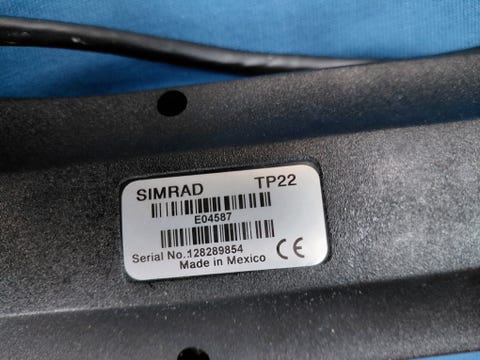 SIMRAD TP22
E04587
Serial No.128289854
Made in Mexico CE